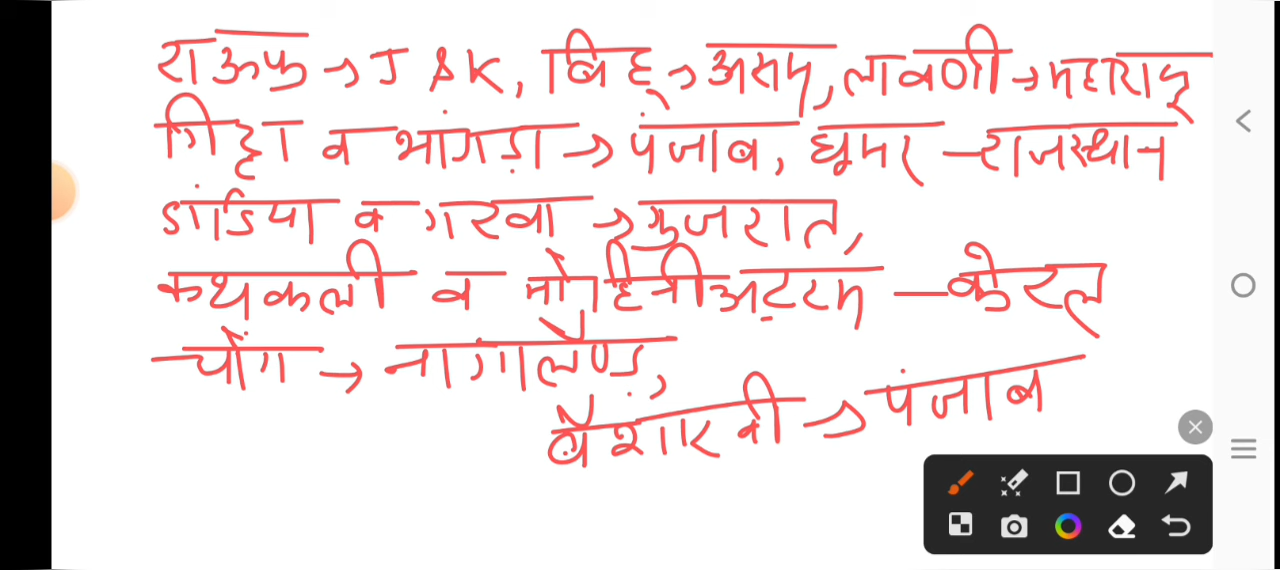 राऊफ → J&K, बिहू → असम, लावणी → महाराष्ट्र
गिद्दा व भांगड़ा → पंजाब, घूमर – राजस्थान
डांडिया व गरबा → गुजरात,
कथकली व मोहिनीअट्टम – केरल
चोंग → नागालैण्ड,
बैशाखी → पंजाब